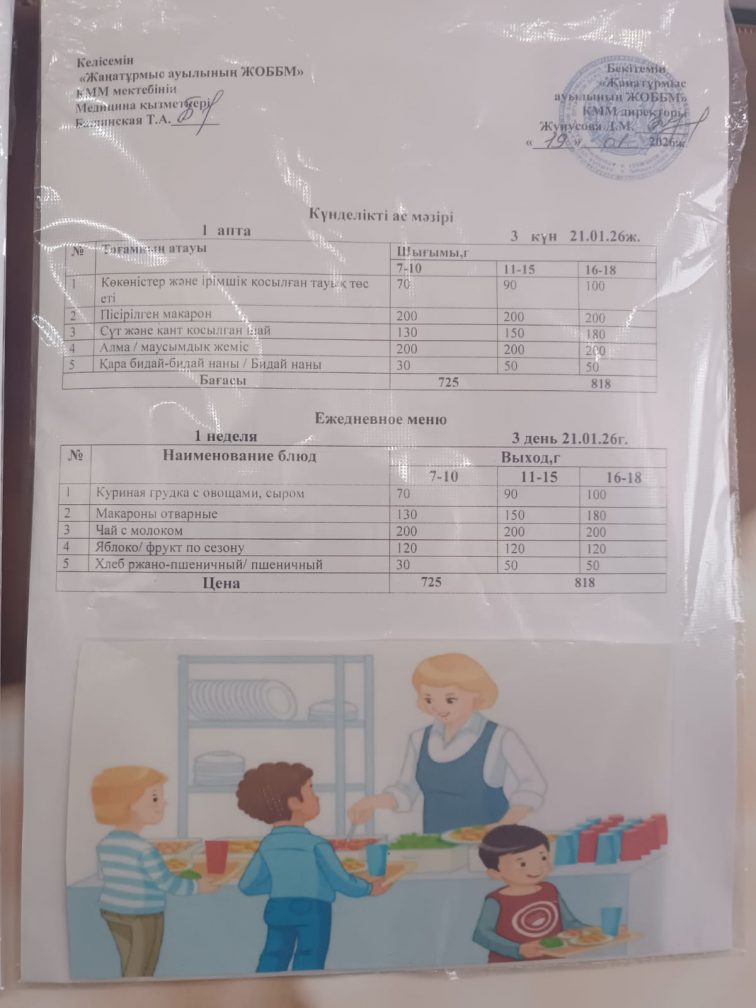 Келісемін
«Жаңатұрмыс ауылының ЖОББМ»
КММ мектебінің
Медицина қызметкері
Т.А.
Бекітемін
«Жаңатұрмыс
ауылының ЖОББМ»
КММ директоры
Жунусова Л.М.
« 19 » 01 2026ж
Күнделікті ас мәзірі
1 апта 3 күн 21.01.26ж.
№ Тағамның атауы Шығымы,г
7-10 11-15 16-18
1 Көкөністер және ірімшік қосылған тауық төс еті 70 90 100
2 Пісірілген макарон 200 200 200
3 Сүт және қант қосылған шай 130 150 180
4 Алма / маусымдық жеміс 200 200 200
5 Қара бидай-бидай наны / Бидай наны 30 50 50
Бағасы 725 818
Ежедневное меню
1 неделя 3 день 21.01.26г.
№ Наименование блюд Выход,г
7-10 11-15 16-18
1 Куриная грудка с овощами, сыром 70 90 100
2 Макароны отварные 130 150 180
3 Чай с молоком 200 200 200
4 Яблоко/ фрукт по сезону 120 120 120
5 Хлеб ржано-пшеничный/ пшеничный 30 50 50
Цена 725 818